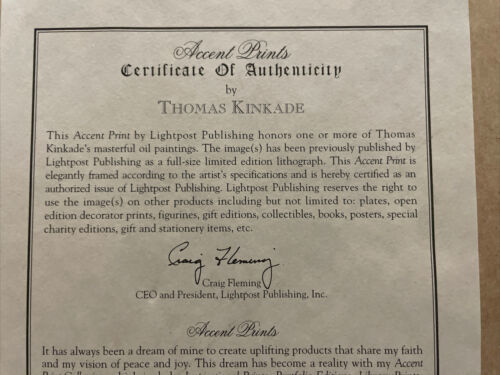 Accent Prints
Certificate Of Authenticity
by
THOMAS KINKADE
This Accent Print by Lightpost Publishing honors one or more of Thomas
Kinkade's masterful oil paintings. The image(s) has been previously published by
Lightpost Publishing as a full-size limited edition lithograph. This Accent Print is
elegantly framed according to the artist's specifications and is hereby certified as an
authorized issue of Lightpost Publishing. Lightpost Publishing reserves the right to
use the image(s) on other products including but not limited to: plates, open
edition decorator prints, figurines, gift editions, collectibles, books, posters, special
charity editions, gift and stationery items, etc.
Craig Fleming
Craig Fleming
CEO and President, Lightpost Publishing, Inc.
Accent Prints
It has always been a dream of mine to create uplifting products that share my faith
and my vision of peace and joy. This dream has become a reality with my Accent